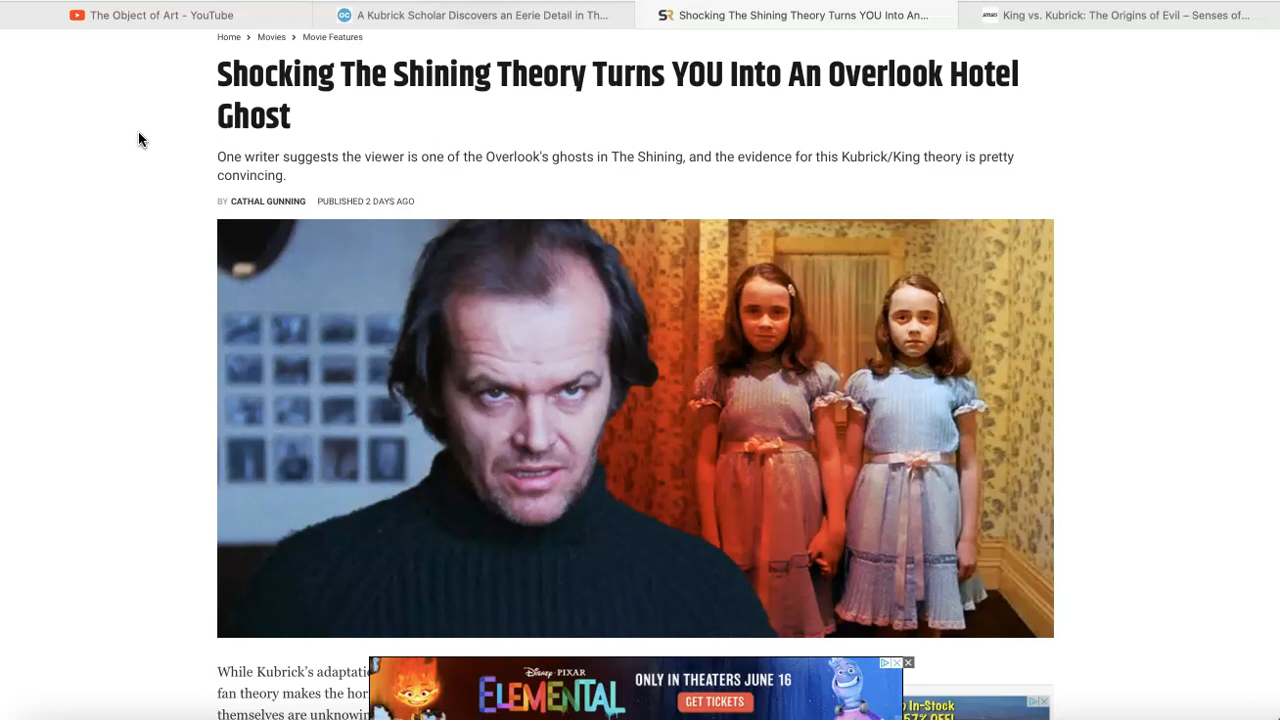 The Object of Art - YouTube
A Kubrick Scholar Discovers an Eerie Detail in Th...
Shocking The Shining Theory Turns YOU Into An...
King vs. Kubrick: The Origins of Evil – Senses of...
Home > Movies > Movie Features
Shocking The Shining Theory Turns YOU Into An Overlook Hotel
Ghost
One writer suggests the viewer is one of the Overlook's ghosts in The Shining, and the evidence for this Kubrick/King theory is pretty
convincing.
BY CATHAL GUNNING PUBLISHED 2 DAYS AGO
While Kubrick's adaptatic
fan theory makes the hor
themselves are unknowin
DISNEY · PIXAR
ELEMENTAL
ONLY IN THEATERS JUNE 16
GET TICKETS
In-Stock
57% OFF!